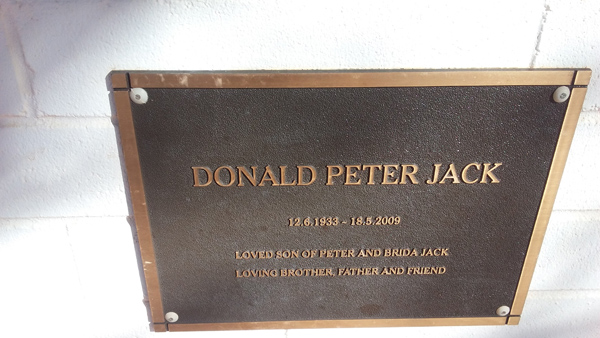 DONALD PETER JACK
12.6.1933 - 18.5.2009
LOVED SON OF PETER AND BRIDA JACK
LOVING BROTHER, FATHER AND FRIEND